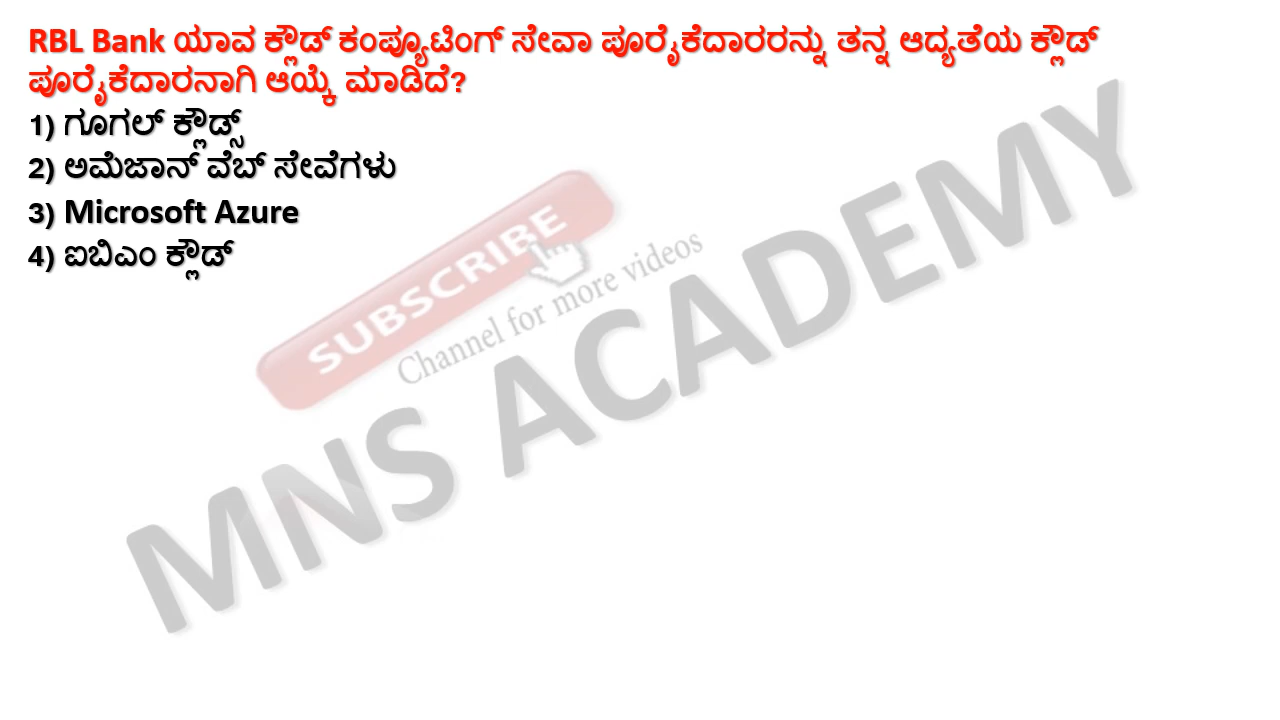 RBL Bank ಯಾವ ಕ್ಲೌಡ್ ಕಂಪ್ಯೂಟಿಂಗ್ ಸೇವಾ ಪೂರೈಕೆದಾರರನ್ನು ತನ್ನ ಆದ್ಯತೆಯ ಕ್ಲೌಡ್
ಪೂರೈಕೆದಾರನಾಗಿ ಆಯ್ಕೆ ಮಾಡಿದೆ?
1) ಗೂಗಲ್ ಕ್ಲೌಡ್ಸ್
2) ಅಮೆಜಾನ್ ವೆಬ್ ಸೇವೆಗಳು
3) Microsoft Azure
4) ಐಬಿಎಂ ಕ್ಲೌಡ್
SUBSCRIBE
Channel for more videos
MNS ACADEMY